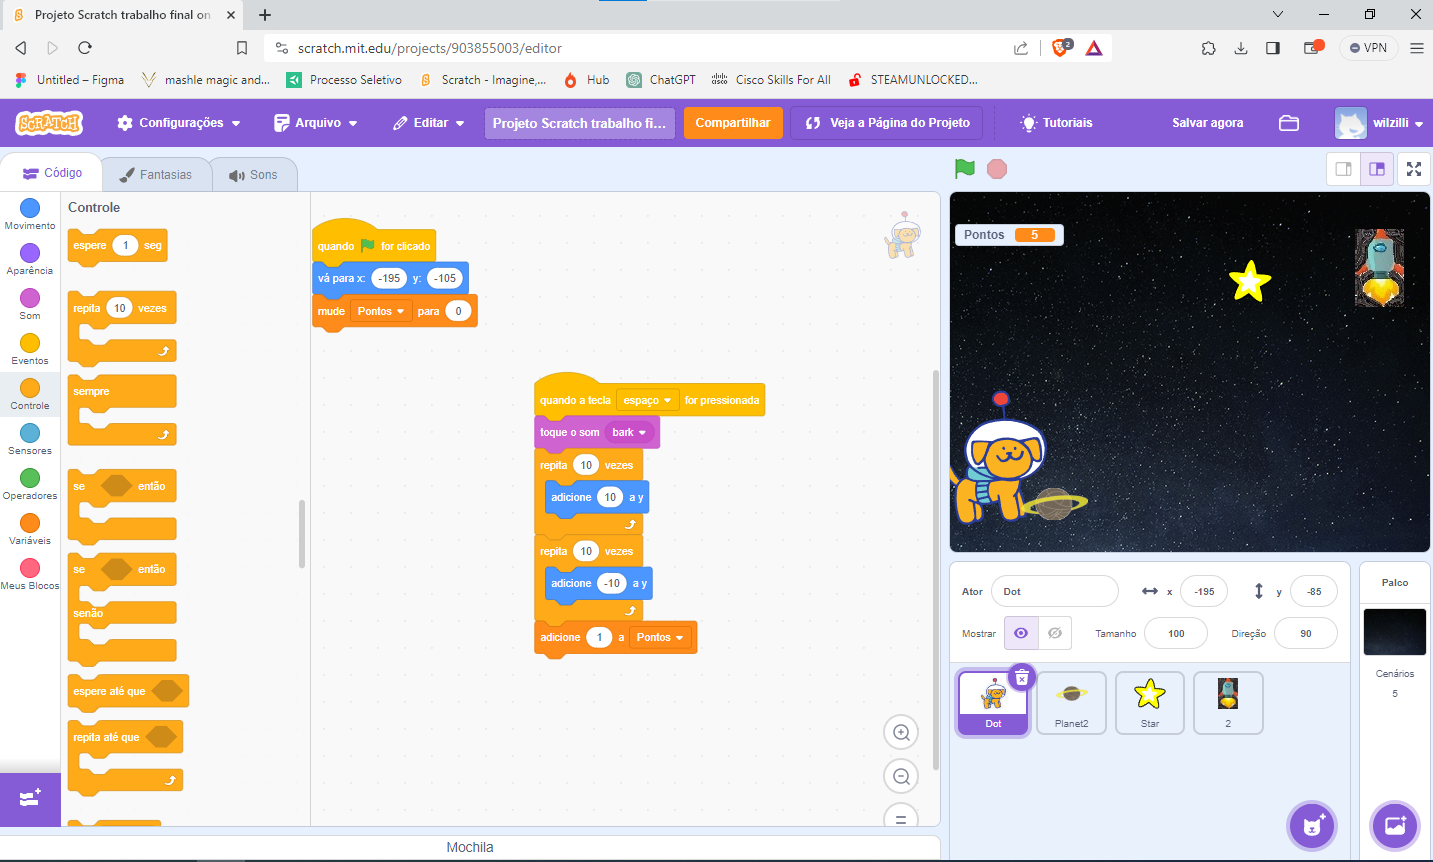 Projeto Scratch trabalho final on
scratch.mit.edu/projects/903855003/editor
2
VPN
Untitled – Figma
mashle magic and...
Processo Seletivo
Scratch - Imagine,...
Hub
ChatGPT
Cisco Skills For All
STEAMUNLOCKED...
SCRATCH
Configurações
Arquivo
Editar
Projeto Scratch trabalho fi...
Compartilhar
Veja a Página do Projeto
Tutoriais
Salvar agora
wilzilli
Código
Fantasias
Sons
Movimento
Aparência
Som
Eventos
Controle
Sensores
Operadores
Variáveis
Meus Blocos
Controle
espere 1 seg
repita 10 vezes
sempre
se então
se então
senão
espere até que
repita até que
quando for clicado
vá para x: -195 y: -105
mude Pontos para 0
quando a tecla espaço for pressionada
toque o som bark
repita 10 vezes
adicione 10 a y
repita 10 vezes
adicione -10 a y
adicione 1 a Pontos
Pontos 5
Ator Dot x -195 y -85
Mostrar Tamanho 100 Direção 90
Dot
Planet2
Star
2
Palco
Cenários
5
Mochila